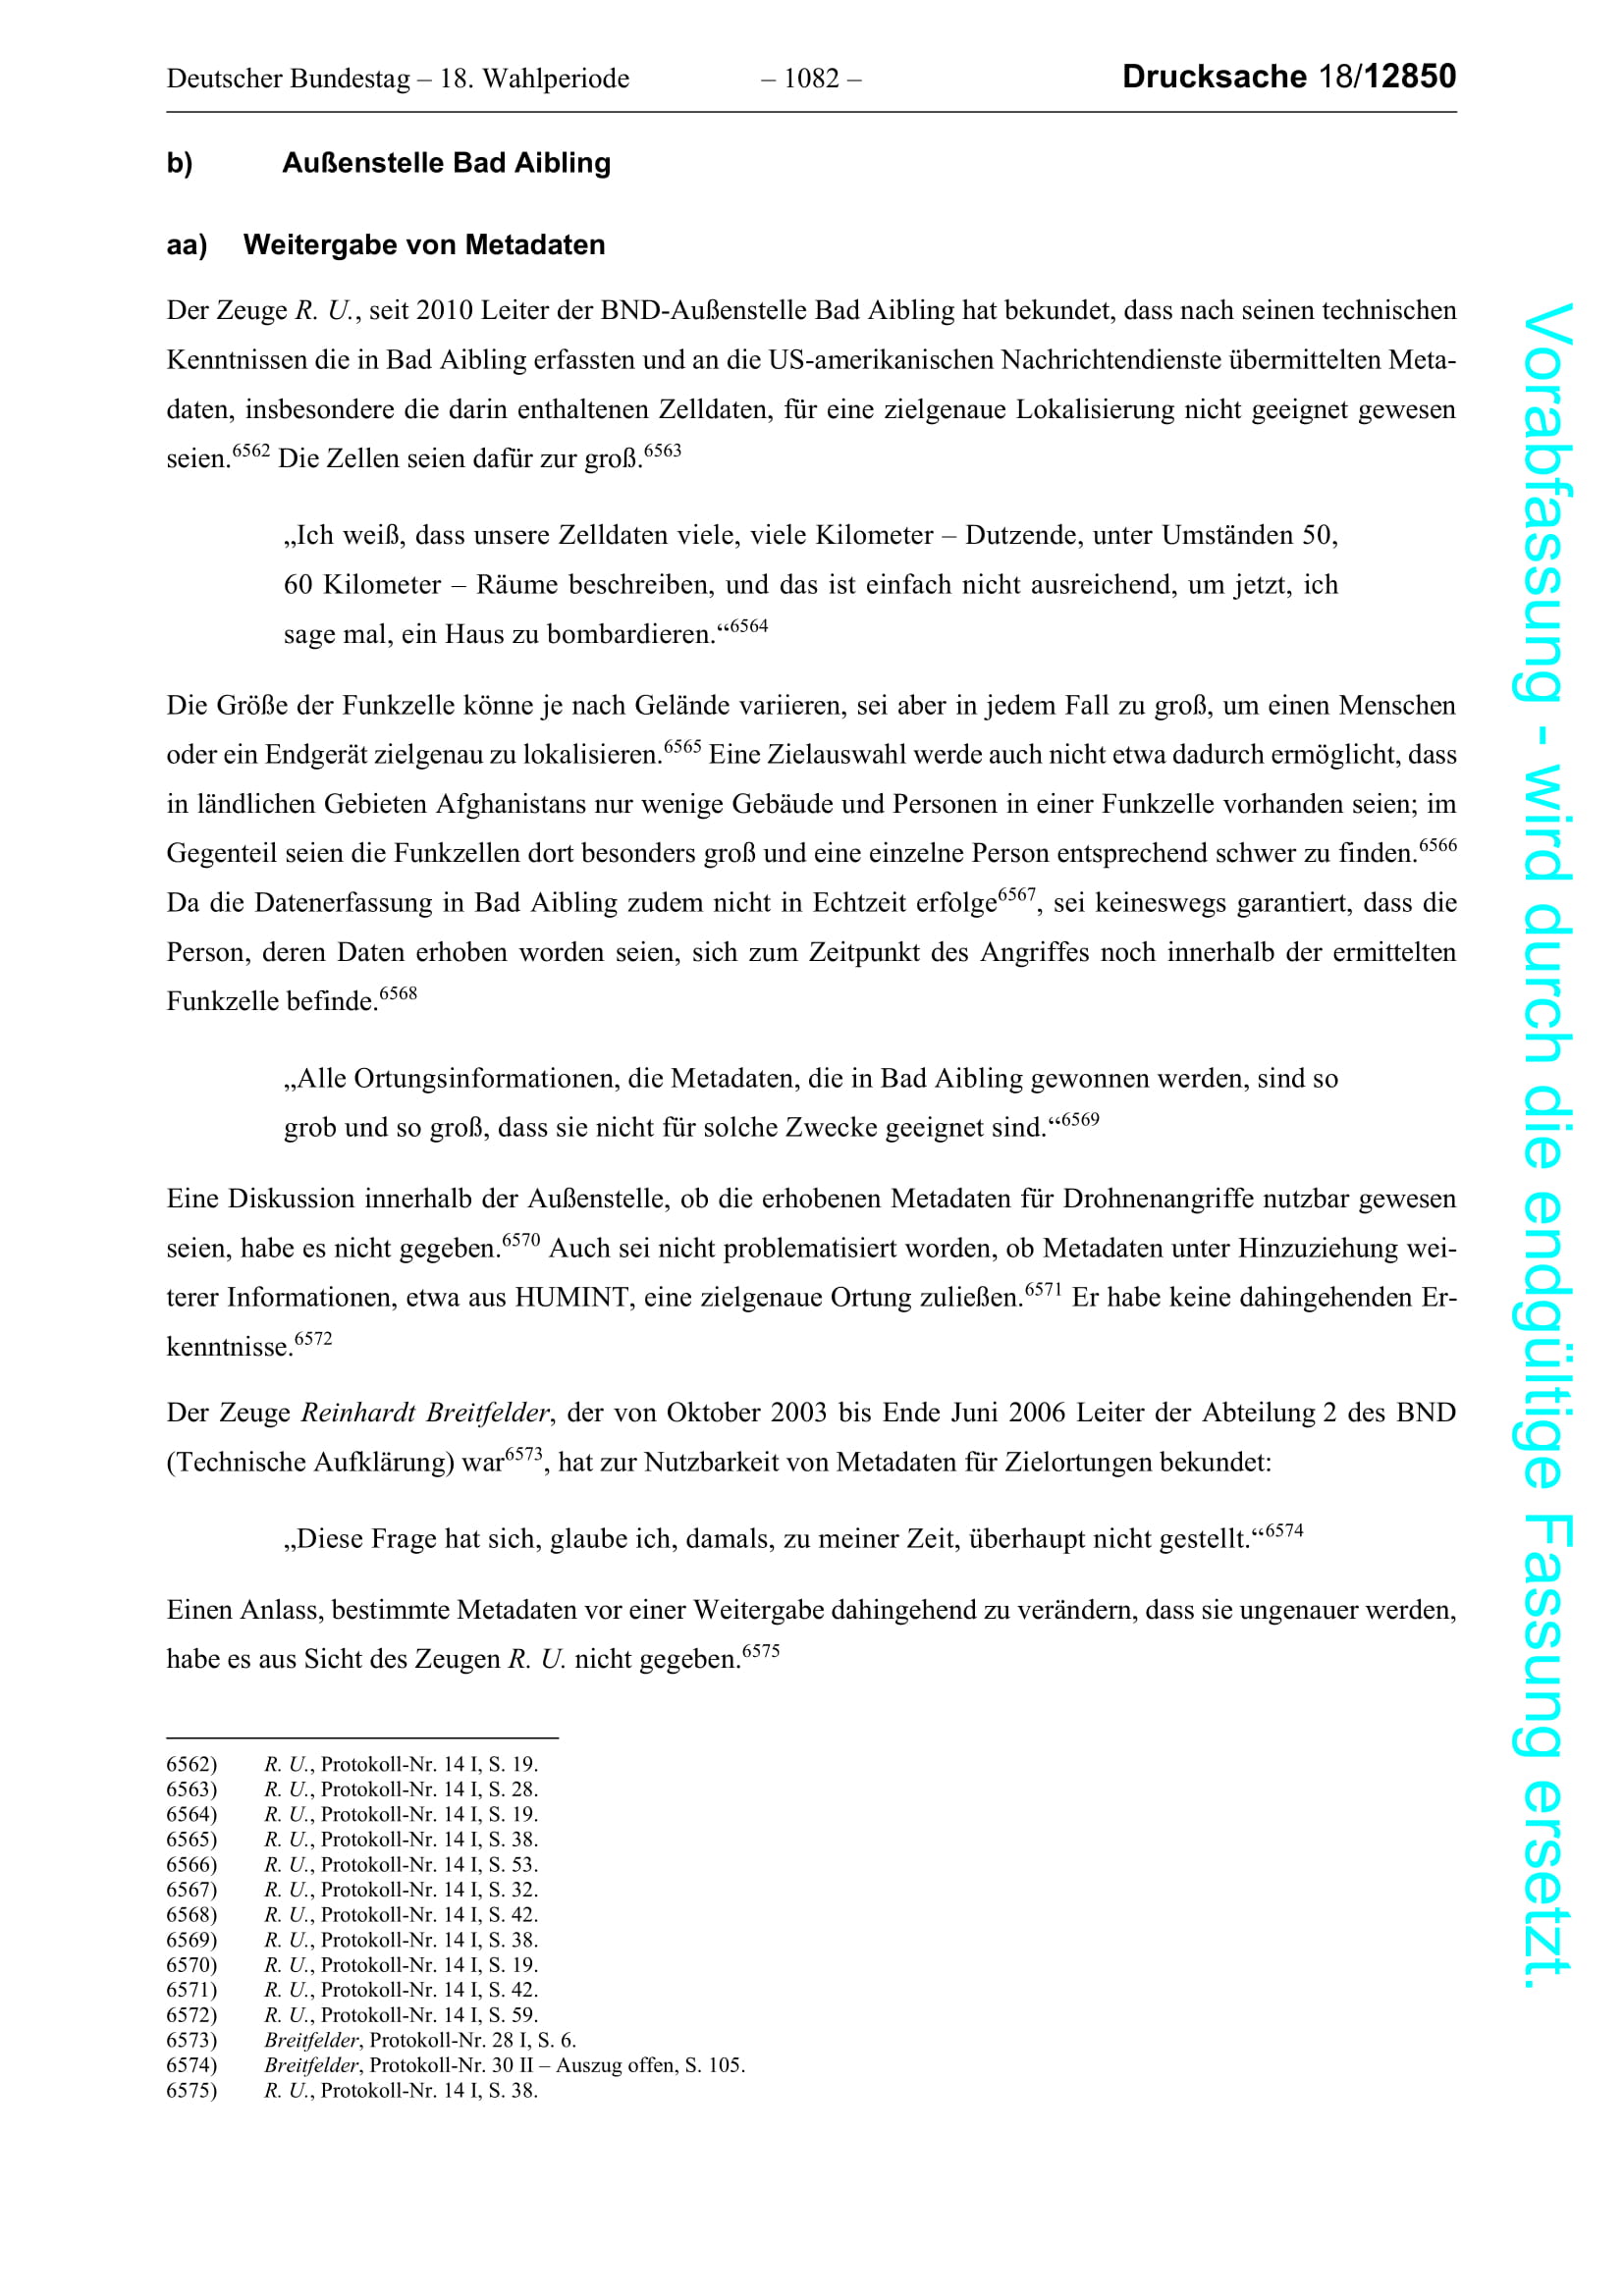 Deutscher Bundestag – 18. Wahlperiode – 1082 – Drucksache 18/12850
b) Außenstelle Bad Aibling
aa) Weitergabe von Metadaten
Der Zeuge R. U., seit 2010 Leiter der BND-Außenstelle Bad Aibling hat bekundet, dass nach seinen technischen
Kenntnissen die in Bad Aibling erfassten und an die US-amerikanischen Nachrichtendienste übermittelten Meta-
daten, insbesondere die darin enthaltenen Zelldaten, für eine zielgenaue Lokalisierung nicht geeignet gewesen
seien.6562 Die Zellen seien dafür zur groß.6563
„Ich weiß, dass unsere Zelldaten viele, viele Kilometer – Dutzende, unter Umständen 50,
60 Kilometer – Räume beschreiben, und das ist einfach nicht ausreichend, um jetzt, ich
sage mal, ein Haus zu bombardieren.“6564
Die Größe der Funkzelle könne je nach Gelände variieren, sei aber in jedem Fall zu groß, um einen Menschen
oder ein Endgerät zielgenau zu lokalisieren.6565 Eine Zielauswahl werde auch nicht etwa dadurch ermöglicht, dass
in ländlichen Gebieten Afghanistans nur wenige Gebäude und Personen in einer Funkzelle vorhanden seien; im
Gegenteil seien die Funkzellen dort besonders groß und eine einzelne Person entsprechend schwer zu finden.6566
Da die Datenerfassung in Bad Aibling zudem nicht in Echtzeit erfolge6567, sei keineswegs garantiert, dass die
Person, deren Daten erhoben worden seien, sich zum Zeitpunkt des Angriffes noch innerhalb der ermittelten
Funkzelle befinde.6568
„Alle Ortungsinformationen, die Metadaten, die in Bad Aibling gewonnen werden, sind so
grob und so groß, dass sie nicht für solche Zwecke geeignet sind.“6569
Eine Diskussion innerhalb der Außenstelle, ob die erhobenen Metadaten für Drohnenangriffe nutzbar gewesen
seien, habe es nicht gegeben.6570 Auch sei nicht problematisiert worden, ob Metadaten unter Hinzuziehung wei-
terer Informationen, etwa aus HUMINT, eine zielgenaue Ortung zuließen.6571 Er habe keine dahingehenden Er-
kenntnisse.6572
Der Zeuge Reinhardt Breitfelder, der von Oktober 2003 bis Ende Juni 2006 Leiter der Abteilung 2 des BND
(Technische Aufklärung) war6573, hat zur Nutzbarkeit von Metadaten für Zielortungen bekundet:
„Diese Frage hat sich, glaube ich, damals, zu meiner Zeit, überhaupt nicht gestellt.“6574
Einen Anlass, bestimmte Metadaten vor einer Weitergabe dahingehend zu verändern, dass sie ungenauer werden,
habe es aus Sicht des Zeugen R. U. nicht gegeben.6575
6562) R. U., Protokoll-Nr. 14 I, S. 19.
6563) R. U., Protokoll-Nr. 14 I, S. 28.
6564) R. U., Protokoll-Nr. 14 I, S. 19.
6565) R. U., Protokoll-Nr. 14 I, S. 38.
6566) R. U., Protokoll-Nr. 14 I, S. 53.
6567) R. U., Protokoll-Nr. 14 I, S. 32.
6568) R. U., Protokoll-Nr. 14 I, S. 42.
6569) R. U., Protokoll-Nr. 14 I, S. 38.
6570) R. U., Protokoll-Nr. 14 I, S. 19.
6571) R. U., Protokoll-Nr. 14 I, S. 42.
6572) R. U., Protokoll-Nr. 14 I, S. 59.
6573) Breitfelder, Protokoll-Nr. 28 I, S. 6.
6574) Breitfelder, Protokoll-Nr. 30 II – Auszug offen, S. 105.
6575) R. U., Protokoll-Nr. 14 I, S. 38.
Vorabfassung - wird durch die endgültige Fassung ersetzt.